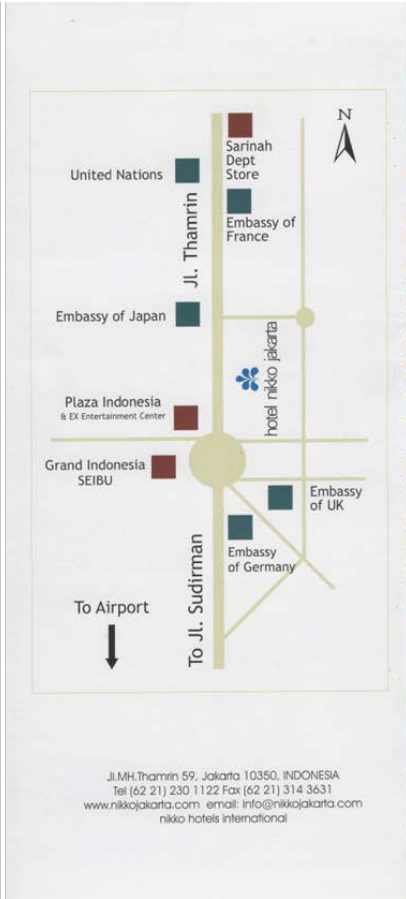 N
Sarinah
Dept
Store
United Nations
Jl. Thamrin
Embassy of
France
Embassy of Japan
hotel nikko jakarta
Plaza Indonesia
& EX Entertainment Center
Grand Indonesia
SEIBU
Embassy
of UK
Embassy
of Germany
To Jl. Sudirman
To Airport
Jl.MH.Thamrin 59, Jakarta 10350, INDONESIA
Tel (62 21) 230 1122 Fax (62 21) 314 3631
www.nikkojakarta.com email: info@nikkojakarta.com
nikko hotels international